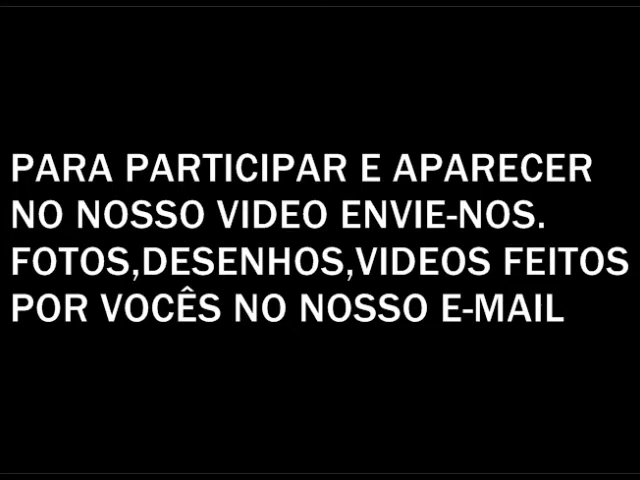 PARA PARTICIPAR E APARECER
NO NOSSO VIDEO ENVIE-NOS.
FOTOS,DESENHOS,VIDEOS FEITOS
POR VOCÊS NO NOSSO E-MAIL